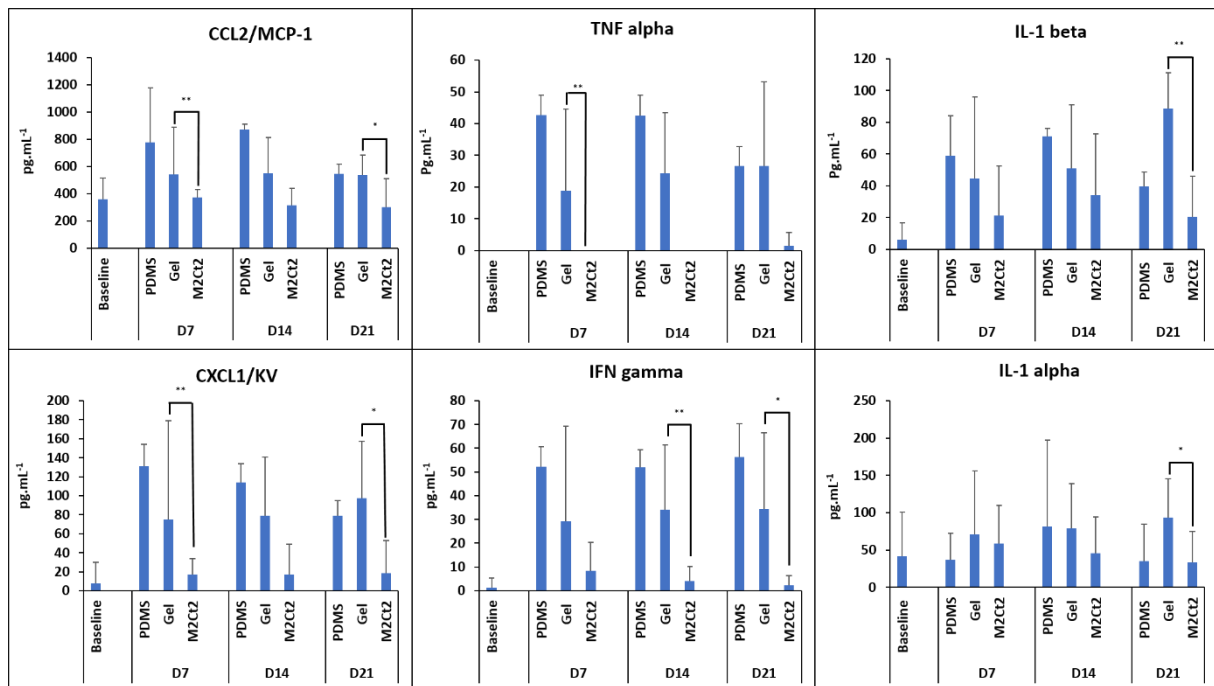 CCL2/MCP-1
pg.mL-1
1400
1200
1000
800
600
400
200
0
**
*
Baseline
PDMS
Gel
M2Ct2
PDMS
Gel
M2Ct2
PDMS
Gel
M2Ct2
D7 D14 D21
TNF alpha
Pg.mL-1
60
50
40
30
20
10
0
**
Baseline
PDMS
Gel
M2Ct2
PDMS
Gel
M2Ct2
PDMS
Gel
M2Ct2
D7 D14 D21
IL-1 beta
Pg.mL-1
120
100
80
60
40
20
0
**
Baseline
PDMS
Gel
M2Ct2
PDMS
Gel
M2Ct2
PDMS
Gel
M2Ct2
D7 D14 D21
CXCL1/KV
pg.mL-1
200
180
160
140
120
100
80
60
40
20
0
**
*
Baseline
PDMS
Gel
M2Ct2
PDMS
Gel
M2Ct2
PDMS
Gel
M2Ct2
D7 D14 D21
IFN gamma
pg.mL-1
80
70
60
50
40
30
20
10
0
**
*
Baseline
PDMS
Gel
M2Ct2
PDMS
Gel
M2Ct2
PDMS
Gel
M2Ct2
D7 D14 D21
IL-1 alpha
pg.mL-1
250
200
150
100
50
0
*
Baseline
PDMS
Gel
M2Ct2
PDMS
Gel
M2Ct2
PDMS
Gel
M2Ct2
D7 D14 D21